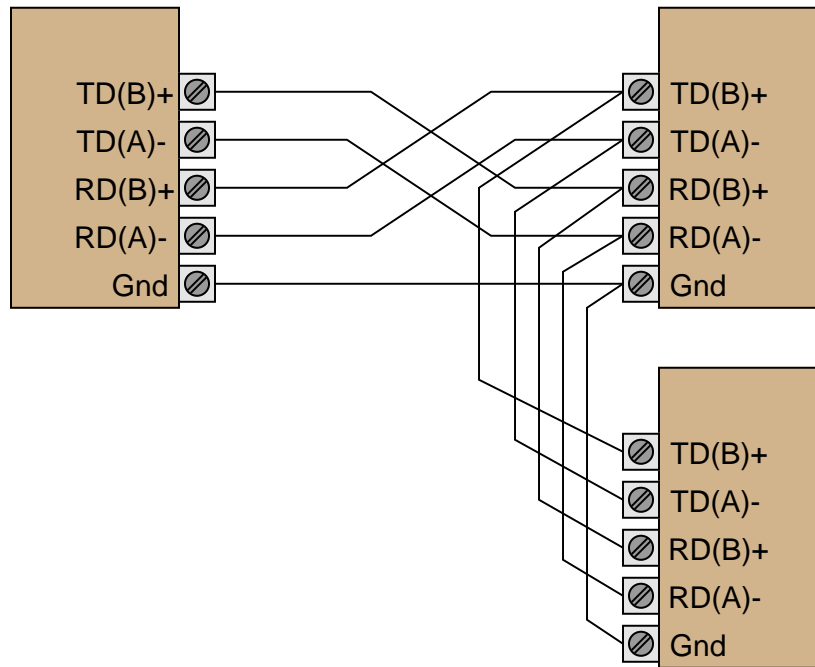 TD(B)+
TD(A)-
RD(B)+
RD(A)-
Gnd
TD(B)+
TD(A)-
RD(B)+
RD(A)-
Gnd
TD(B)+
TD(A)-
RD(B)+
RD(A)-
Gnd